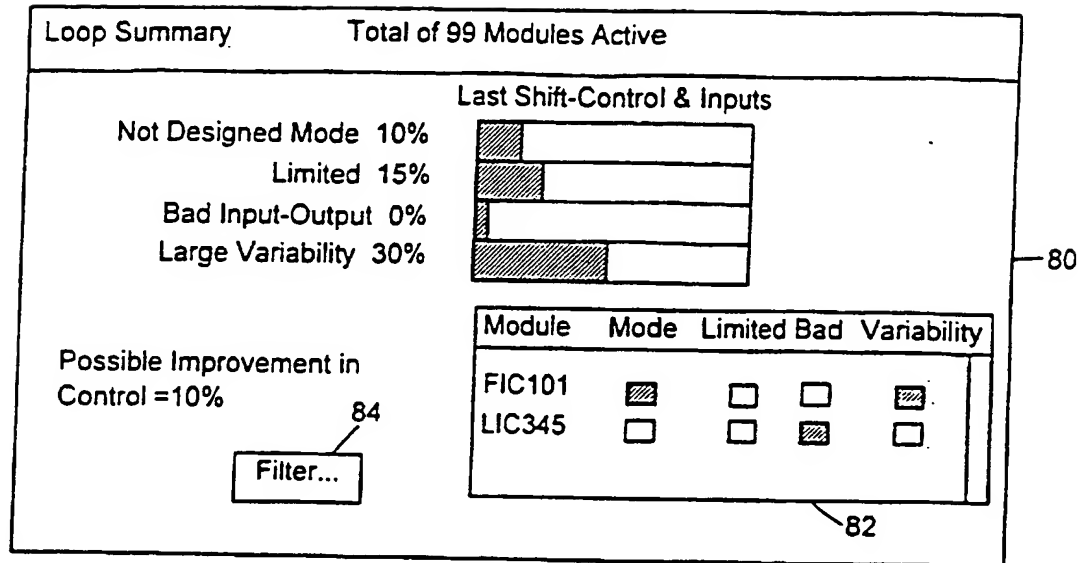 Loop Summary Total of 99 Modules Active
Last Shift-Control & Inputs
Not Designed Mode 10%
Limited 15%
Bad Input-Output 0%
Large Variability 30%
80
Module Mode Limited Bad Variability
FIC101
LIC345
Possible Improvement in
Control =10%
84
Filter...
82